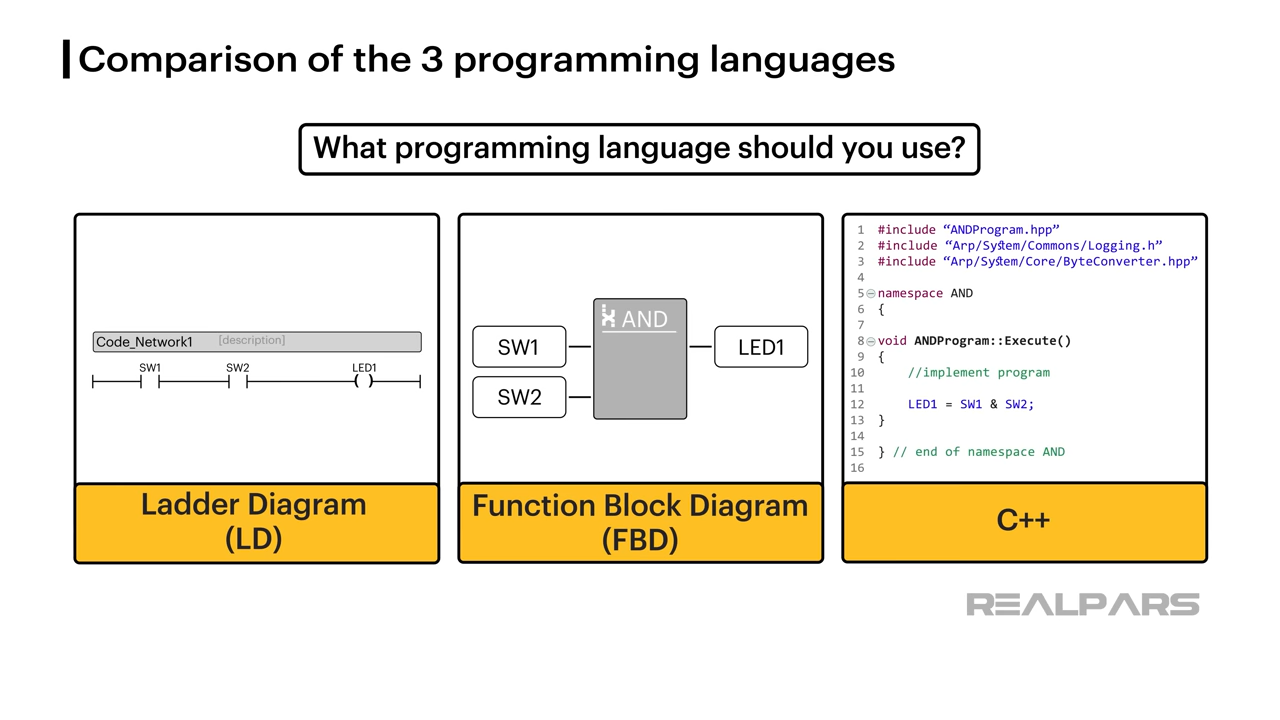 Comparison of the 3 programming languages
What programming language should you use?
Code_Network1 [description]
SW1 SW2 LED1
Ladder Diagram
(LD)
AND
SW1
LED1
SW2
Function Block Diagram
(FBD)
1 #include “ANDProgram.hpp”
2 #include “Arp/System/Commons/Logging.h”
3 #include “Arp/System/Core/ByteConverter.hpp”
4
5 namespace AND
6 {
7
8 void ANDProgram::Execute()
9 {
10 //implement program
11
12 LED1 = SW1 & SW2;
13 }
14
15 } // end of namespace AND
16
C++
REALPARS